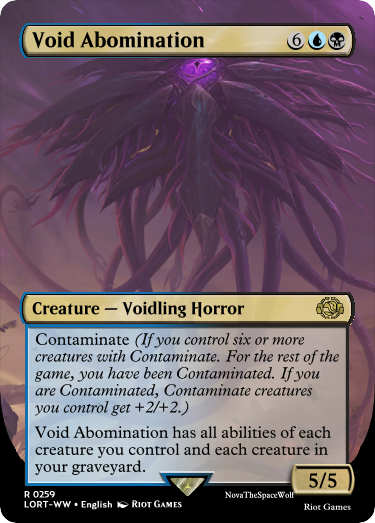 Void Abomination 6
Creature — Voidling Horror
Contaminate (If you control six or more
creatures with Contaminate. For the rest of the
game, you have been Contaminated. If you
are Contaminated, Contaminate creatures
you control get +2/+2.)
Void Abomination has all abilities of each
creature you control and each creature in
your graveyard.
5/5
R 0259
LORT-WW • English Riot Games
NovaTheSpaceWolf
Riot Games